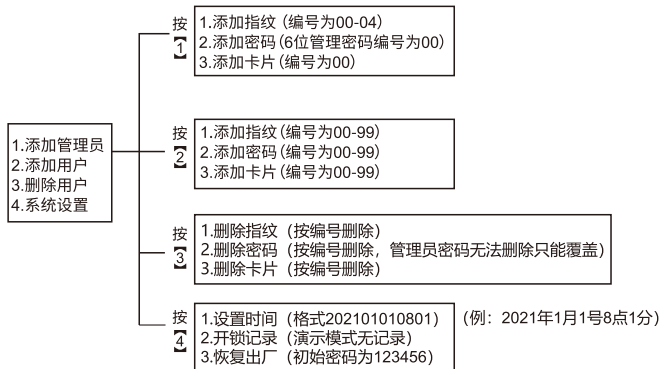 1.添加管理员
2.添加用户
3.删除用户
4.系统设置
按
【1】
1.添加指纹(编号为00-04)
2.添加密码(6位管理密码编号为00)
3.添加卡片(编号为00)
按
【2】
1.添加指纹(编号为00-99)
2.添加密码(编号为00-99)
3.添加卡片(编号为00-99)
按
【3】
1.删除指纹（按编号删除）
2.删除密码（按编号删除，管理员密码无法删除只能覆盖）
3.删除卡片（按编号删除）
按
【4】
1.设置时间（格式202101010801）
（例：2021年1月1号8点1分）
2.开锁记录（演示模式无记录）
3.恢复出厂（初始密码为123456）